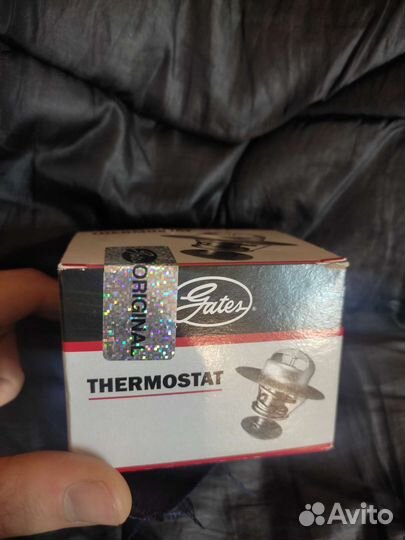 ORIGINAL
Gates
THERMOSTAT
Avito